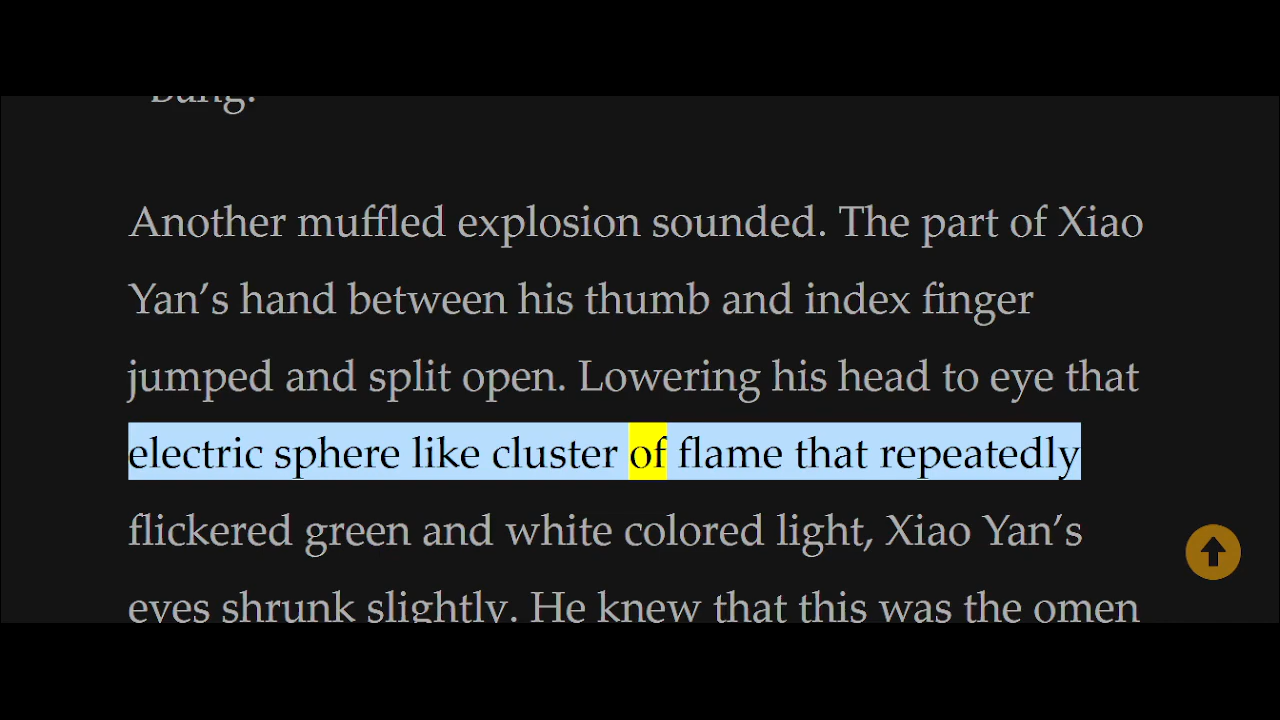 Bang!
Another muffled explosion sounded. The part of Xiao
Yan’s hand between his thumb and index finger
jumped and split open. Lowering his head to eye that
electric sphere like cluster of flame that repeatedly
flickered green and white colored light, Xiao Yan’s
eyes shrunk slightly. He knew that this was the omen